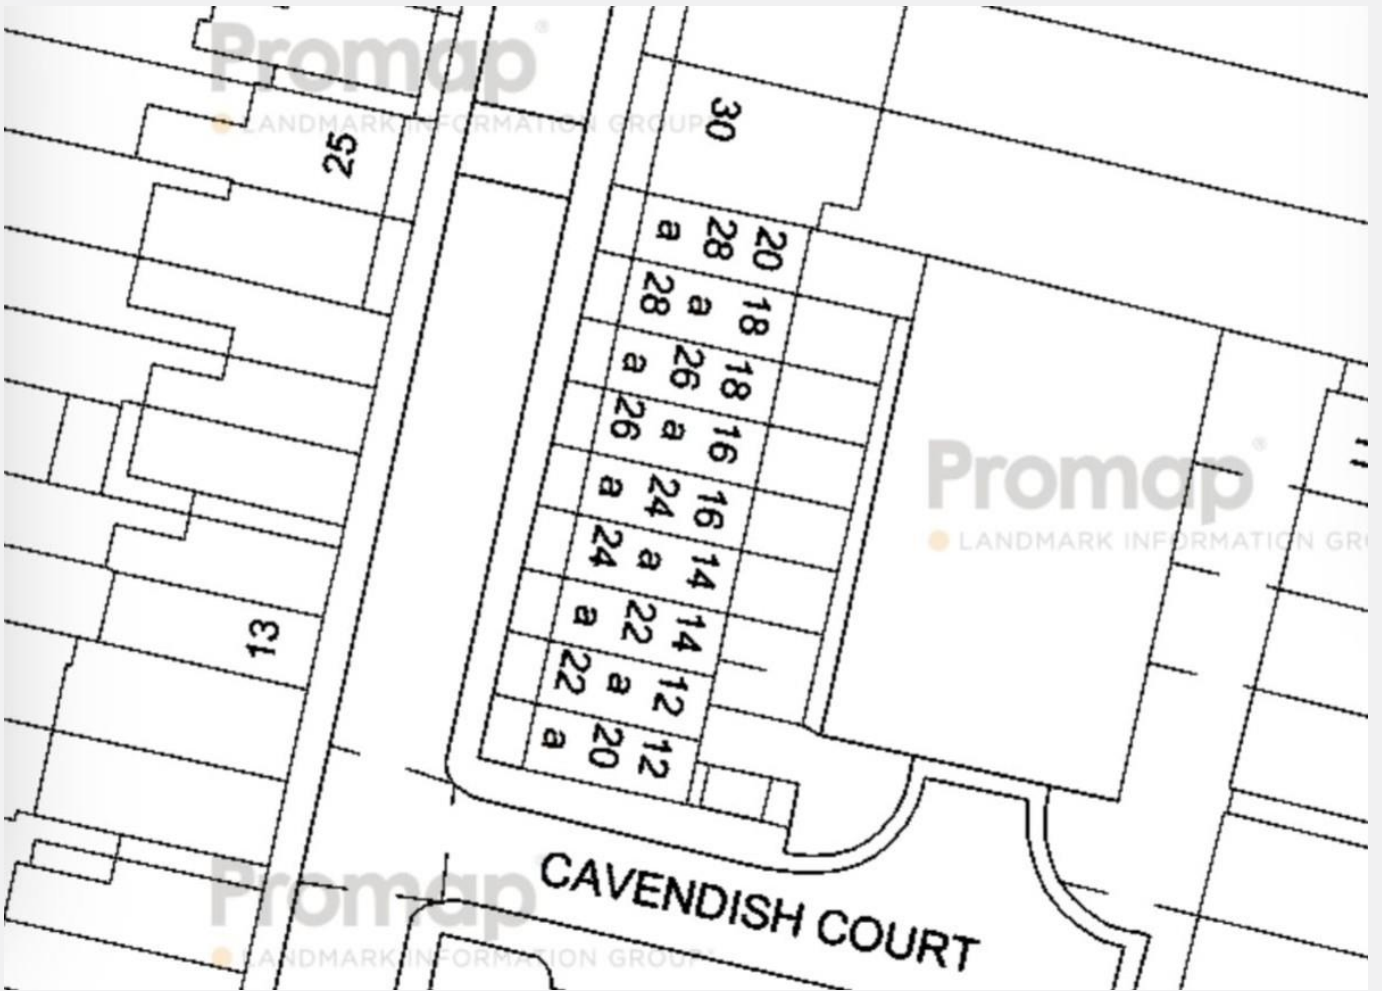 Promap®
LANDMARK INFORMATION GROUP
30
25
20
28
a
18
a
28
18
26
a
16
a
26
16
24
a
14
a
24
14
22
a
12
a
22
12
20
a
13
Promap®
LANDMARK INFORMATION GR
CAVENDISH COURT
Promap
LANDMARK INFORMATION GROUP